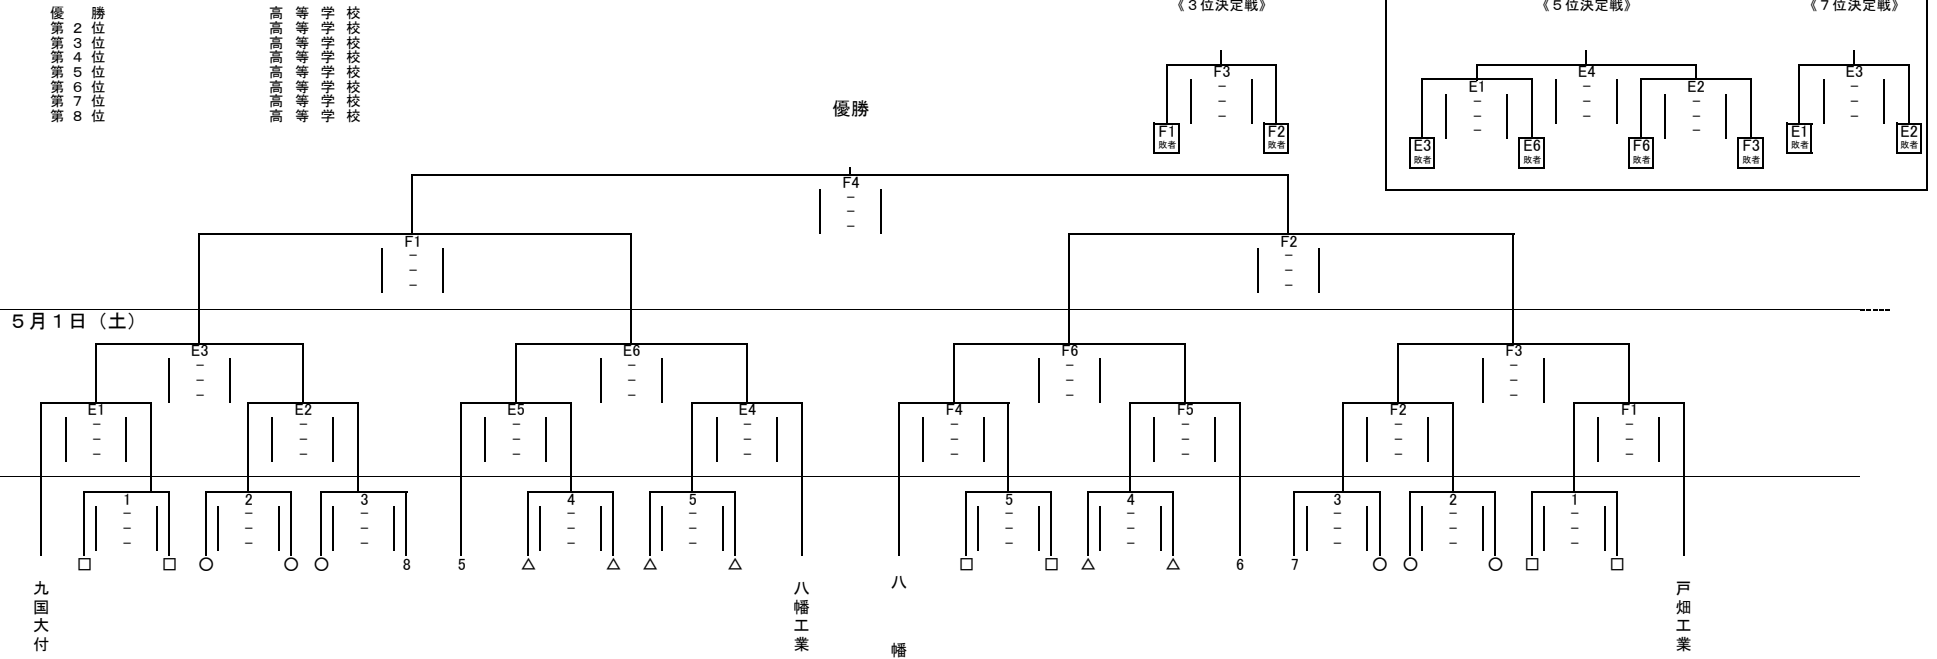 優　勝　高等学校
第２位　高等学校
第３位　高等学校
第４位　高等学校
第５位　高等学校
第６位　高等学校
第７位　高等学校
第８位　高等学校
《３位決定戦》　《５位決定戦》　《７位決定戦》
F3　E4　E3
E1　E2
優勝
F1　F2　E1　E2
敗者　敗者　敗者　敗者
E3　E6　F6　F3
敗者　敗者　敗者　敗者
F4
F1　F2
５月１日（土）
E3　E6　F6　F3
E1　E2　E5　E4　F4　F5　F2　F1
1　2　3　4　5　5　4　3　2　1
□　□　○　○　○　8　5　△　△　△　△　□　□　△　△　6　7　○　○　○　□　□
九国大付　八幡工業　八幡　戸畑工業